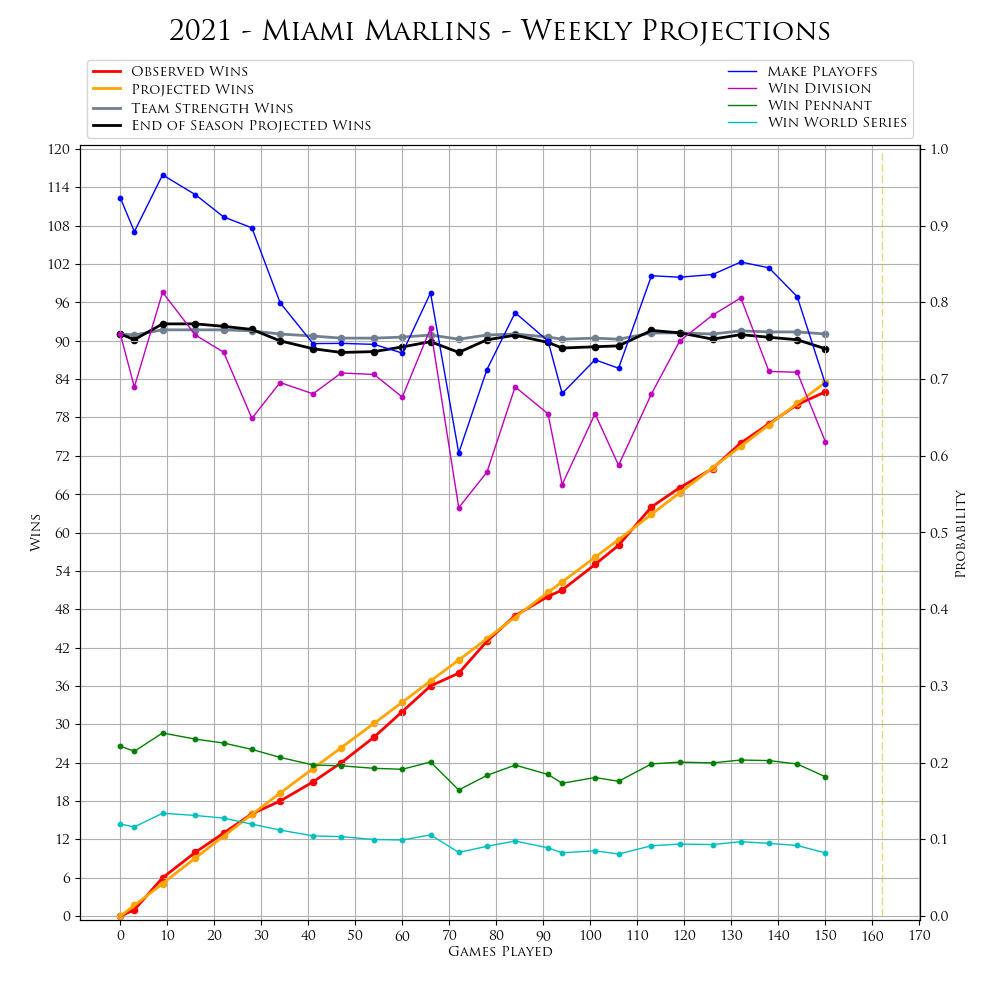 2021 - Miami Marlins - Weekly Projections
Observed Wins
Projected Wins
Team Strength Wins
End of Season Projected Wins
Make Playoffs
Win Division
Win Pennant
Win World Series
120
114
108
102
96
90
84
78
72
66
60
54
48
42
36
30
24
18
12
6
0
Wins
1.0
0.9
0.8
0.7
0.6
0.5
0.4
0.3
0.2
0.1
0.0
Probability
0 10 20 30 40 50 60 70 80 90 100 110 120 130 140 150 160 170
Games Played